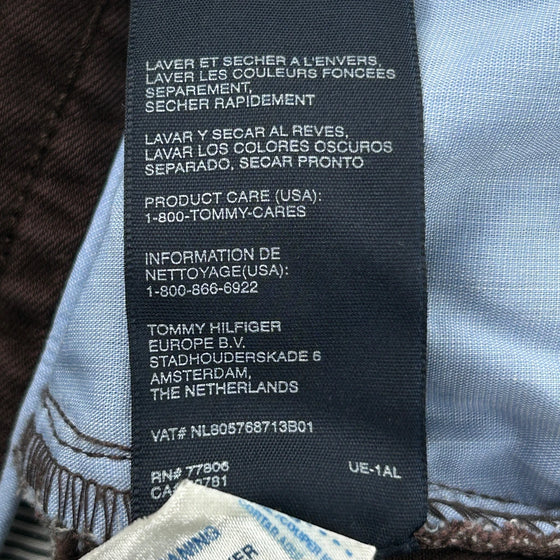 LAVER ET SECHER A L'ENVERS,
LAVER LES COULEURS FONCEES
SEPAREMENT,
SECHER RAPIDEMENT
LAVAR Y SECAR AL REVES,
LAVAR LOS COLORES OSCUROS
SEPARADO, SECAR PRONTO
PRODUCT CARE (USA):
1-800-TOMMY-CARES
INFORMATION DE
NETTOYAGE(USA):
1-800-866-6922
TOMMY HILFIGER
EUROPE B.V.
STADHOUDERSKADE 6
AMSTERDAM,
THE NETHERLANDS
VAT# NL805768713B01
RN# 77806 UE-1AL